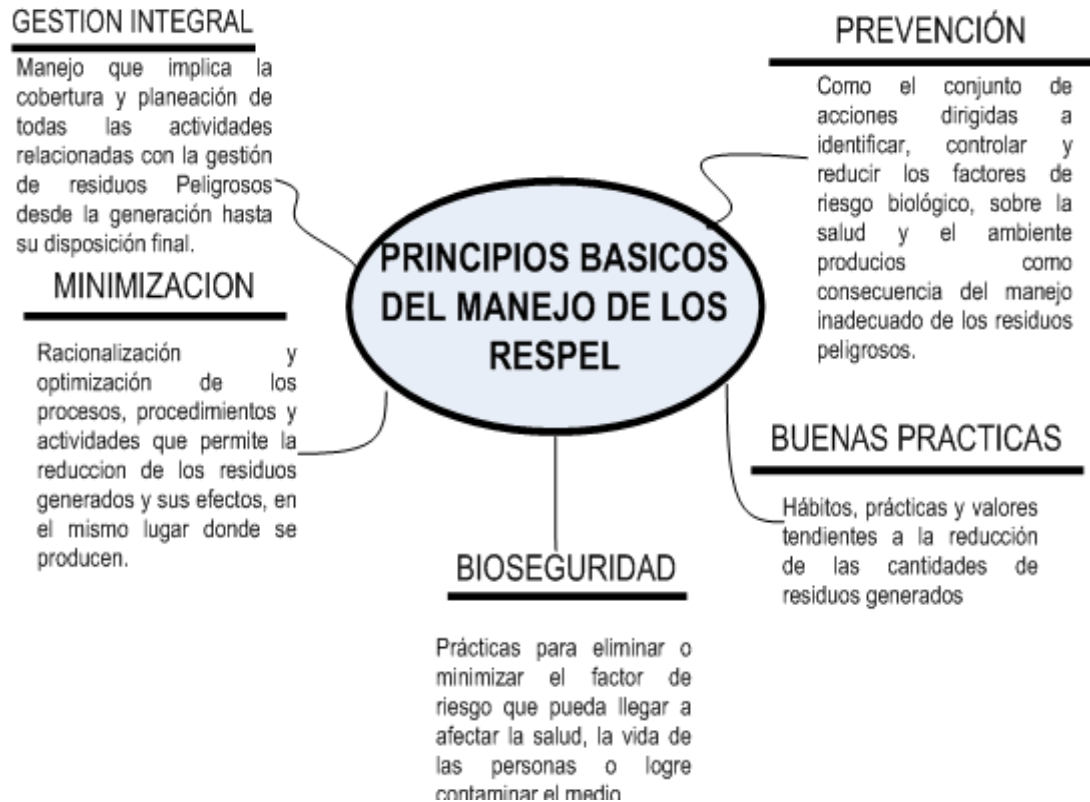 GESTION INTEGRAL
Manejo que implica la
cobertura y planeación de
todas las actividades
relacionadas con la gestión
de residuos Peligrosos
desde la generación hasta
su disposición final.
MINIMIZACION
Racionalización y
optimización de los
procesos, procedimientos y
actividades que permite la
reduccion de los residuos
generados y sus efectos, en
el mismo lugar donde se
producen.
PRINCIPIOS BASICOS
DEL MANEJO DE LOS
RESPEL
PREVENCIÓN
Como el conjunto de
acciones dirigidas a
identificar, controlar y
reducir los factores de
riesgo biológico, sobre la
salud y el ambiente
producios como
consecuencia del manejo
inadecuado de los residuos
peligrosos.
BUENAS PRACTICAS
Hábitos, prácticas y valores
tendientes a la reducción
de las cantidades de
residuos generados
BIOSEGURIDAD
Prácticas para eliminar o
minimizar el factor de
riesgo que pueda llegar a
afectar la salud, la vida de
las personas o logre
contaminar el medio